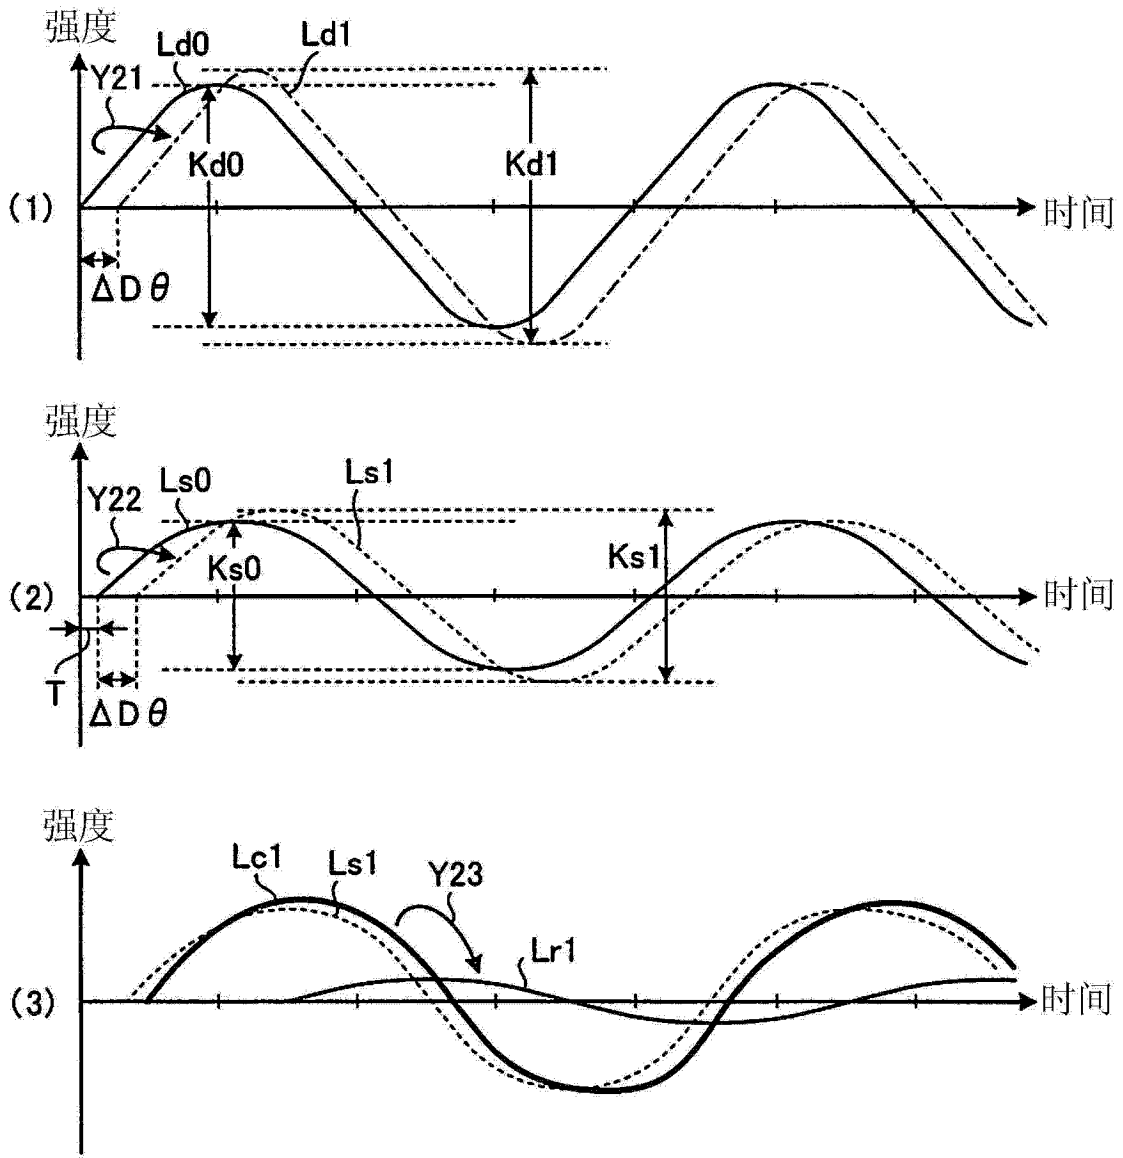 强度
Ld0
Ld1
Y21
Kd0
Kd1
(1)
时间
ΔDθ
强度
Ls0
Ls1
Y22
Ks0
Ks1
(2)
时间
T
ΔDθ
强度
Lc1
Ls1
Y23
Lr1
(3)
时间